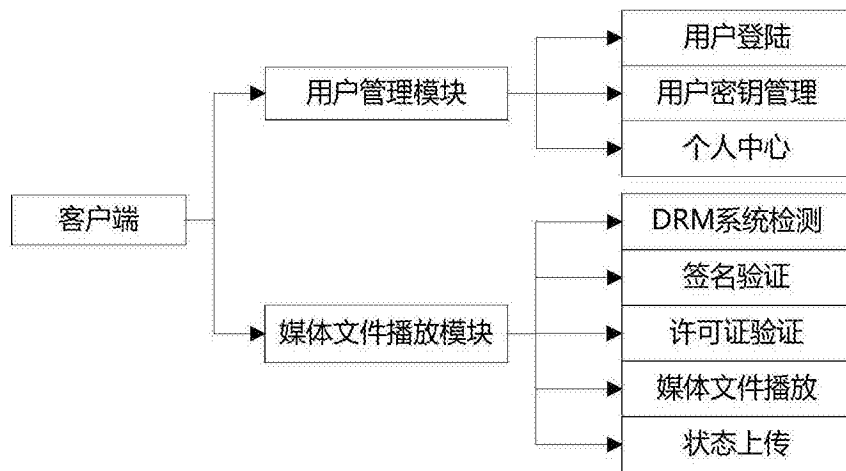 客户端
用户管理模块
用户登陆
用户密钥管理
个人中心
媒体文件播放模块
DRM系统检测
签名验证
许可证验证
媒体文件播放
状态上传